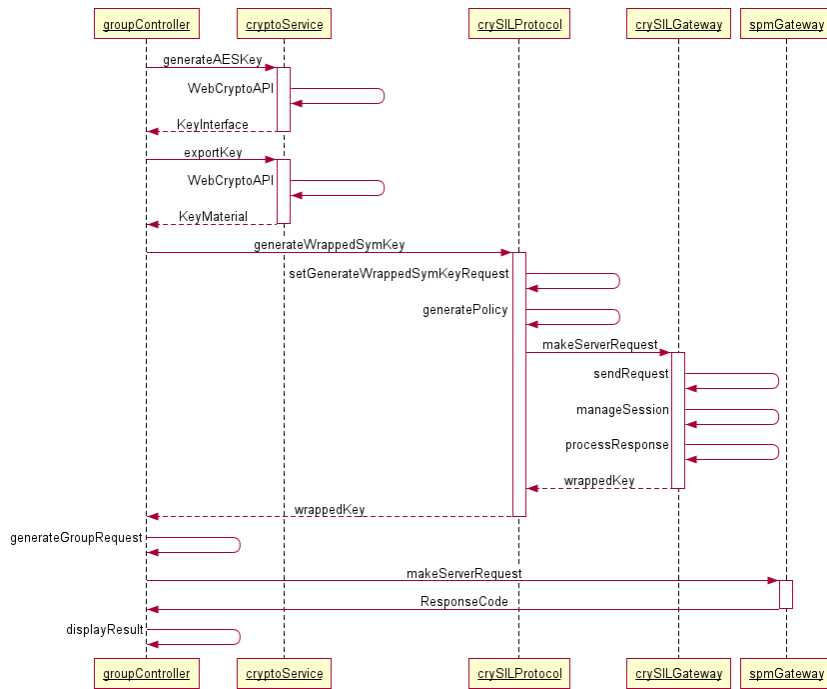 groupController cryptoService crySILProtocol crySILGateway spmGateway
generateAESKey
WebCryptoAPI
KeyInterface
exportKey
WebCryptoAPI
KeyMaterial
generateWrappedSymKey
setGenerateWrappedSymKeyRequest
generatePolicy
makeServerRequest
sendRequest
manageSession
processResponse
wrappedKey
wrappedKey
generateGroupRequest
makeServerRequest
ResponseCode
displayResult
groupController cryptoService crySILProtocol crySILGateway spmGateway